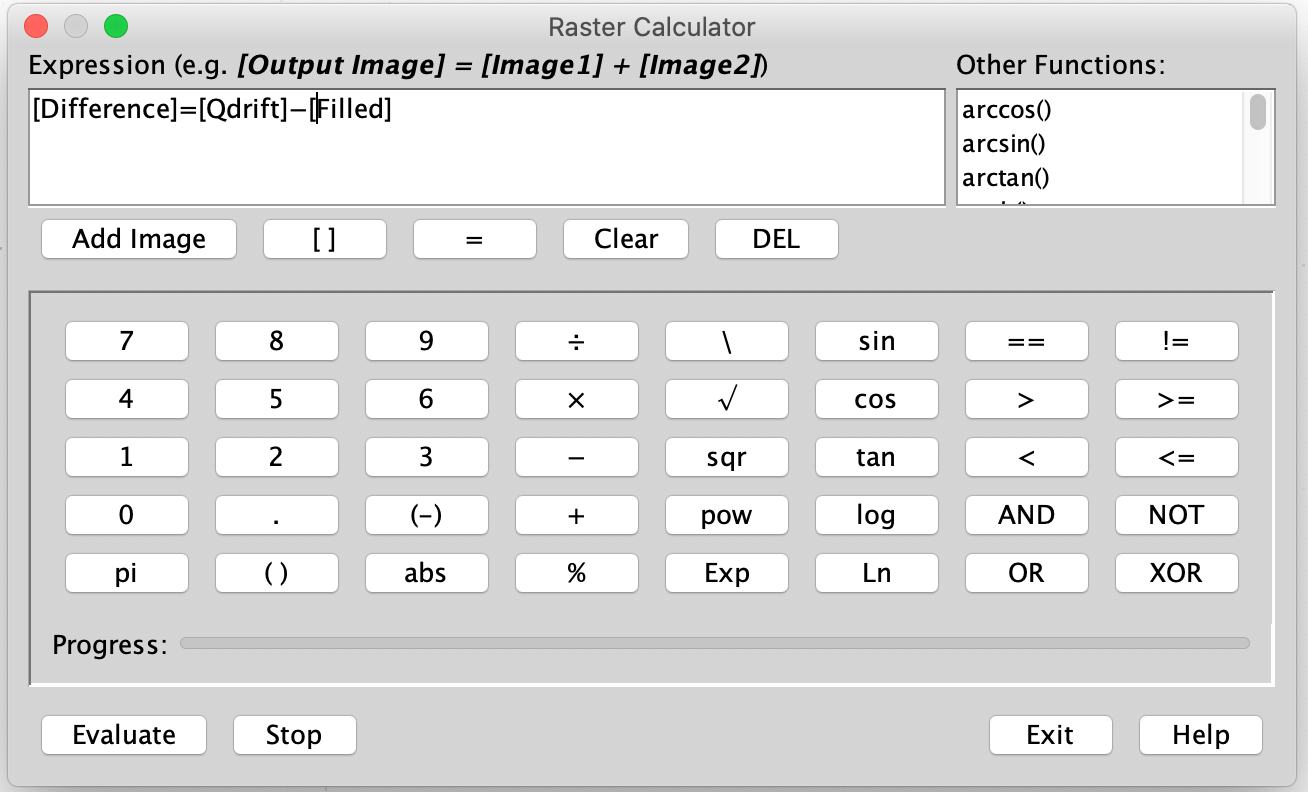 Raster Calculator
Expression (e.g. [Output Image] = [Image1] + [Image2])
Other Functions:
[Difference]=[Qdrift]−[Filled]
arccos()
arcsin()
arctan()
Add Image [ ] = Clear DEL
7 8 9 ÷ \ sin == !=
4 5 6 × √ cos > >=
1 2 3 − sqr tan < <=
0 . (-) + pow log AND NOT
pi ( ) abs % Exp Ln OR XOR
Progress:
Evaluate Stop Exit Help